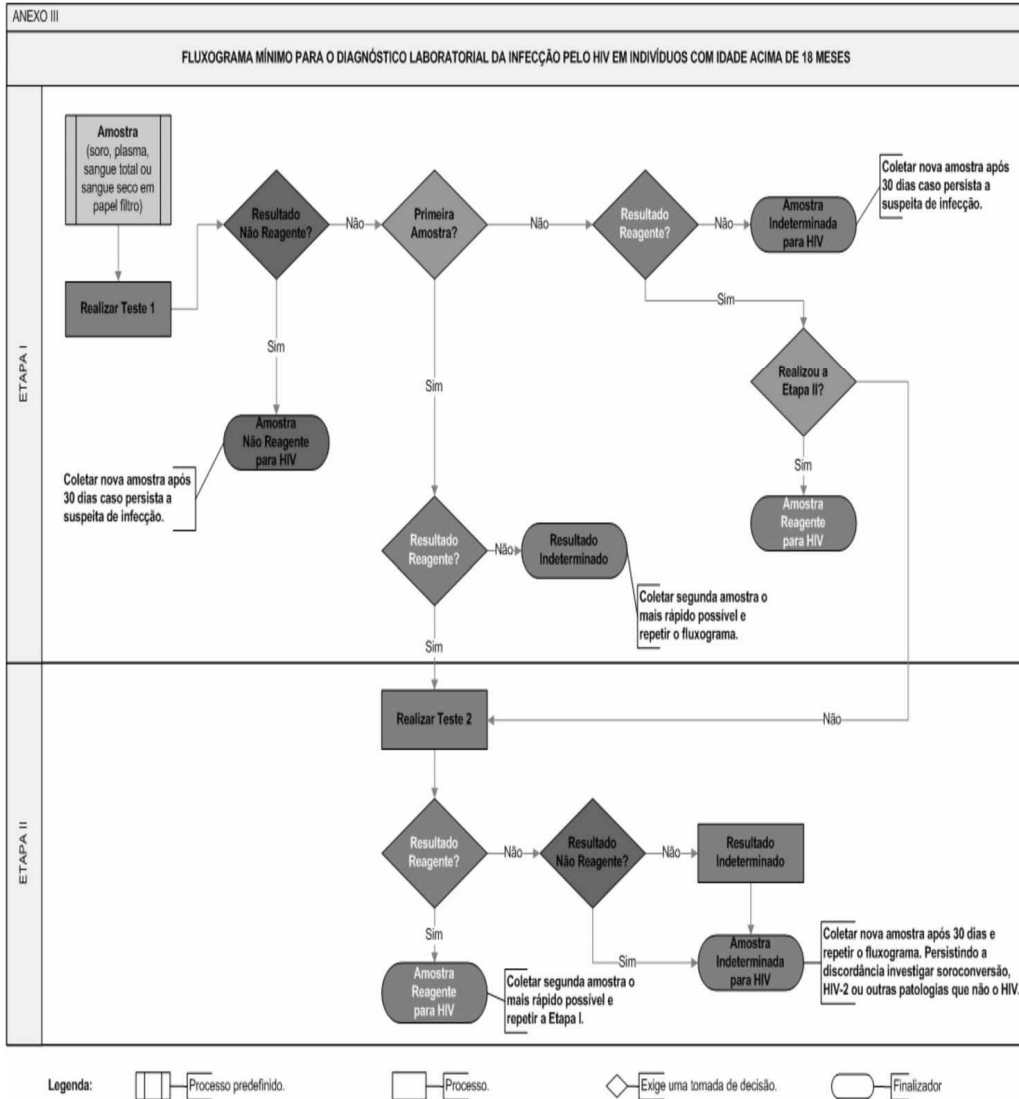 ANEXO III
FLUXOGRAMA MÍNIMO PARA O DIAGNÓSTICO LABORATORIAL DA INFECÇÃO PELO HIV EM INDIVÍDUOS COM IDADE ACIMA DE 18 MESES
ETAPA I
Amostra
(soro, plasma,
sangue total ou
sangue seco em
papel filtro)
Realizar Teste 1
Resultado
Não Reagente?
Não
Primeira
Amostra?
Não
Resultado
Reagente?
Não
Amostra
Indeterminada
para HIV
Coletar nova amostra após
30 dias caso persista a
suspeita de infecção.
Sim
Sim
Sim
Realizou a
Etapa II?
Amostra
Não Reagente
para HIV
Coletar nova amostra após
30 dias caso persista a
suspeita de infecção.
Sim
Amostra
Reagente
para HIV
Resultado
Reagente?
Não
Resultado
Indeterminado
Coletar segunda amostra o
mais rápido possível e
repetir o fluxograma.
Sim
ETAPA II
Realizar Teste 2
Não
Resultado
Reagente?
Não
Resultado
Não Reagente?
Não
Resultado
Indeterminado
Sim
Sim
Amostra
Reagente
para HIV
Coletar segunda amostra o
mais rápido possível e
repetir a Etapa I.
Amostra
Indeterminada
para HIV
Coletar nova amostra após 30 dias e
repetir o fluxograma. Persistindo a
discordância investigar soroconversão,
HIV-2 ou outras patologias que não o HIV.
Legenda:
Processo predefinido.
Processo.
Exige uma tomada de decisão.
Finalizador